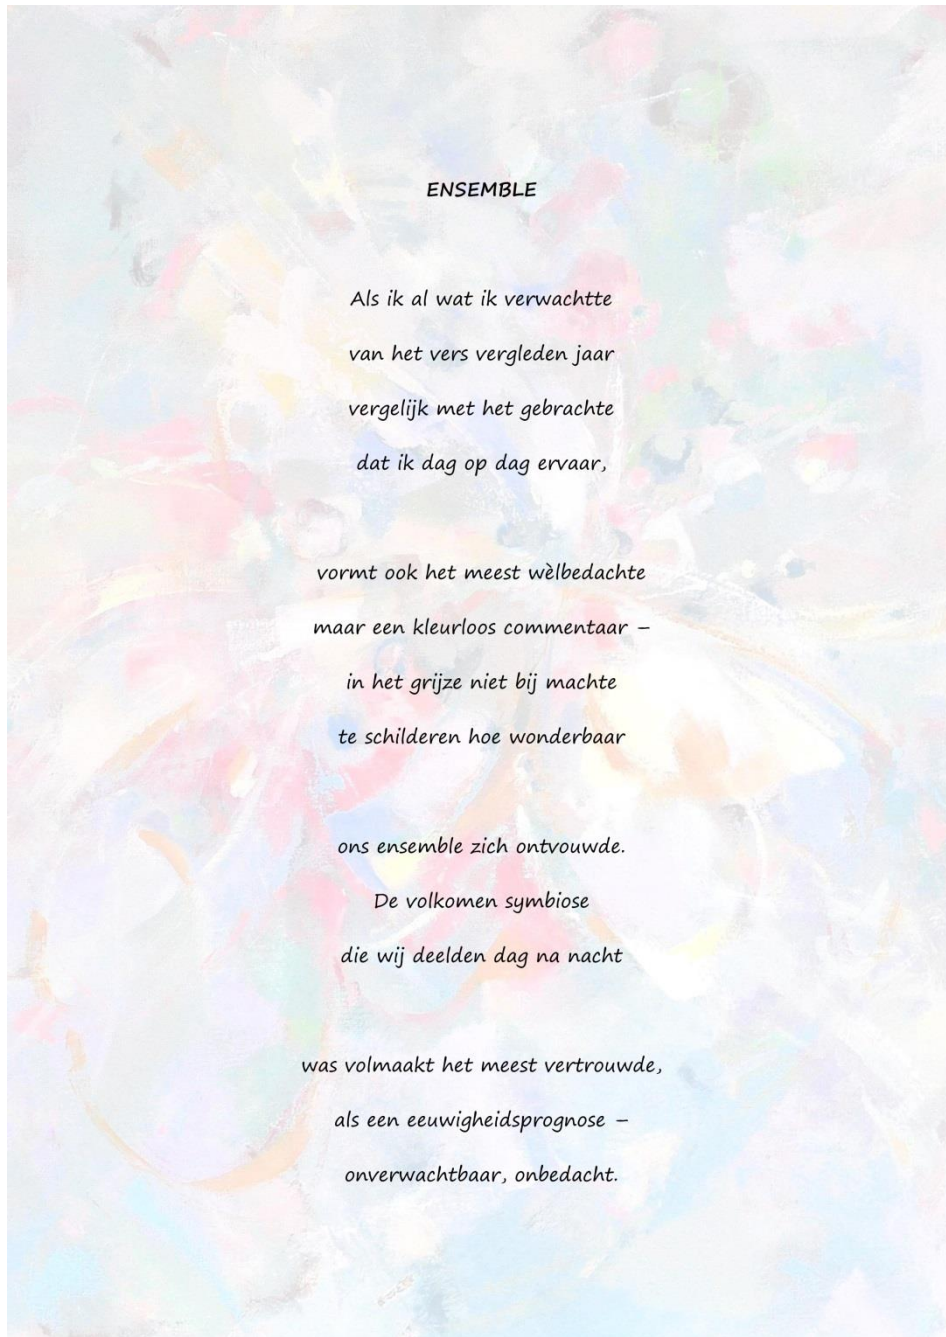 ENSEMBLE
Als ik al wat ik verwachtte
van het vers vergleden jaar
vergelijk met het gebrachte
dat ik dag op dag ervaar,
vormt ook het meest wèlbedachte
maar een kleurloos commentaar –
in het grijze niet bij machte
te schilderen hoe wonderbaar
ons ensemble zich ontvouwde.
De volkomen symbiose
die wij deelden dag na nacht
was volmaakt het meest vertrouwde,
als een eeuwigheidsprognose –
onverwachtbaar, onbedacht.